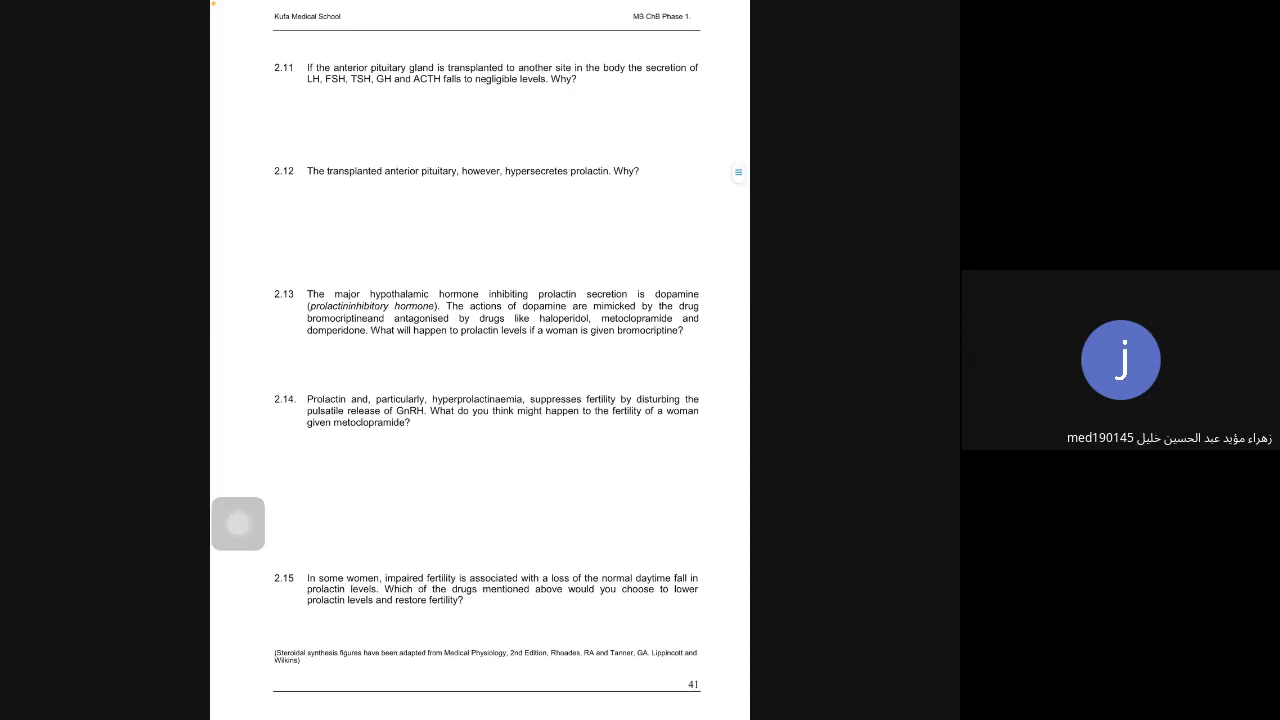 Kufa Medical School MB ChB Phase 1.
2.11 If the anterior pituitary gland is transplanted to another site in the body the secretion of
LH, FSH, TSH, GH and ACTH falls to negligible levels. Why?
2.12 The transplanted anterior pituitary, however, hypersecretes prolactin. Why?
2.13 The major hypothalamic hormone inhibiting prolactin secretion is dopamine
(prolactininhibitory hormone). The actions of dopamine are mimicked by the drug
bromocriptineand antagonised by drugs like haloperidol, metoclopramide and
domperidone. What will happen to prolactin levels if a woman is given bromocriptine?
2.14. Prolactin and, particularly, hyperprolactinaemia, suppresses fertility by disturbing the
pulsatile release of GnRH. What do you think might happen to the fertility of a woman
given metoclopramide?
2.15 In some women, impaired fertility is associated with a loss of the normal daytime fall in
prolactin levels. Which of the drugs mentioned above would you choose to lower
prolactin levels and restore fertility?
(Steroidal synthesis figures have been adapted from Medical Physiology, 2nd Edition, Rhoades, RA and Tanner, GA. Lippincott and
Wilkins)
41
j
زهراء مؤيد عبد الحسين خليل med190145